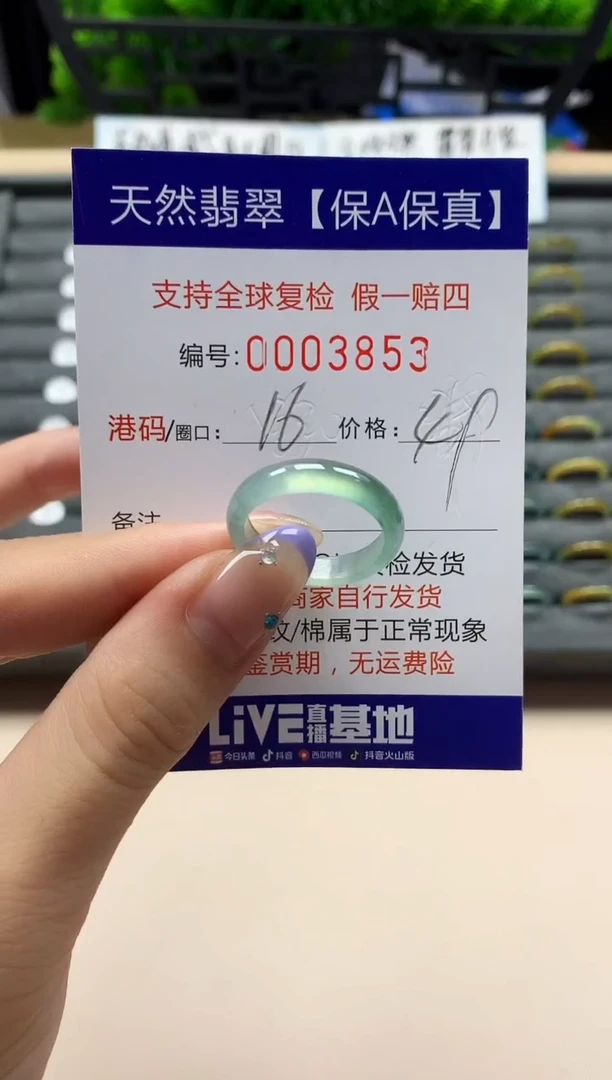 天然翡翠【保A保真】
支持全球复检 假一赔四
编号:0003853
港码/圈口: 16 价格:
备注
检发货
商家自行发货
纹/棉属于正常现象
鉴赏期，无运费险
LiVE直播基地
今日头条 抖音 西瓜视频 抖音火山版